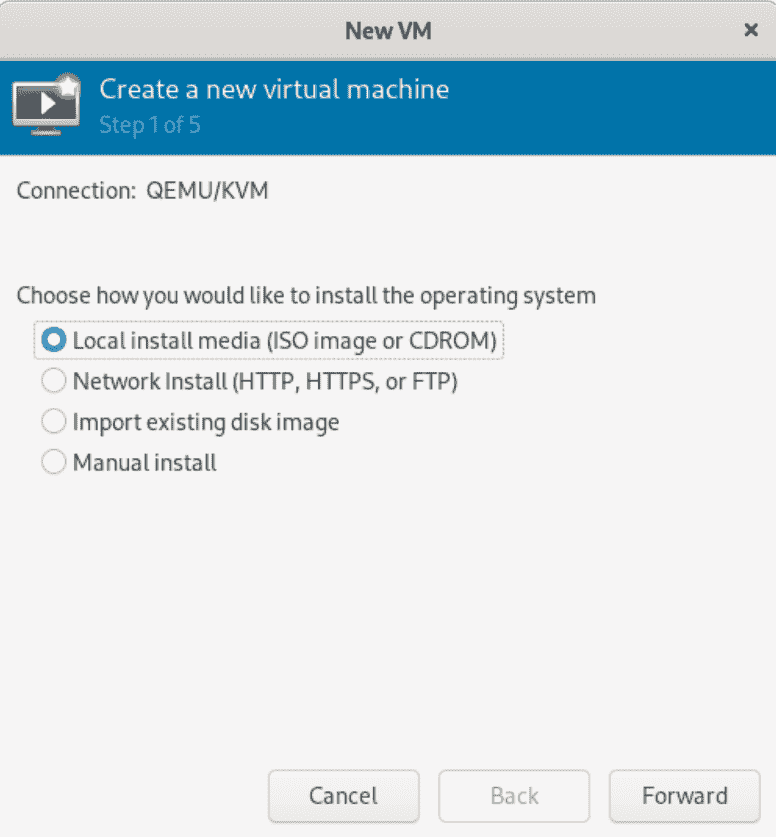 New VM ×
Create a new virtual machine
Step 1 of 5
Connection: QEMU/KVM
Choose how you would like to install the operating system
Local install media (ISO image or CDROM)
Network Install (HTTP, HTTPS, or FTP)
Import existing disk image
Manual install
Cancel Back Forward